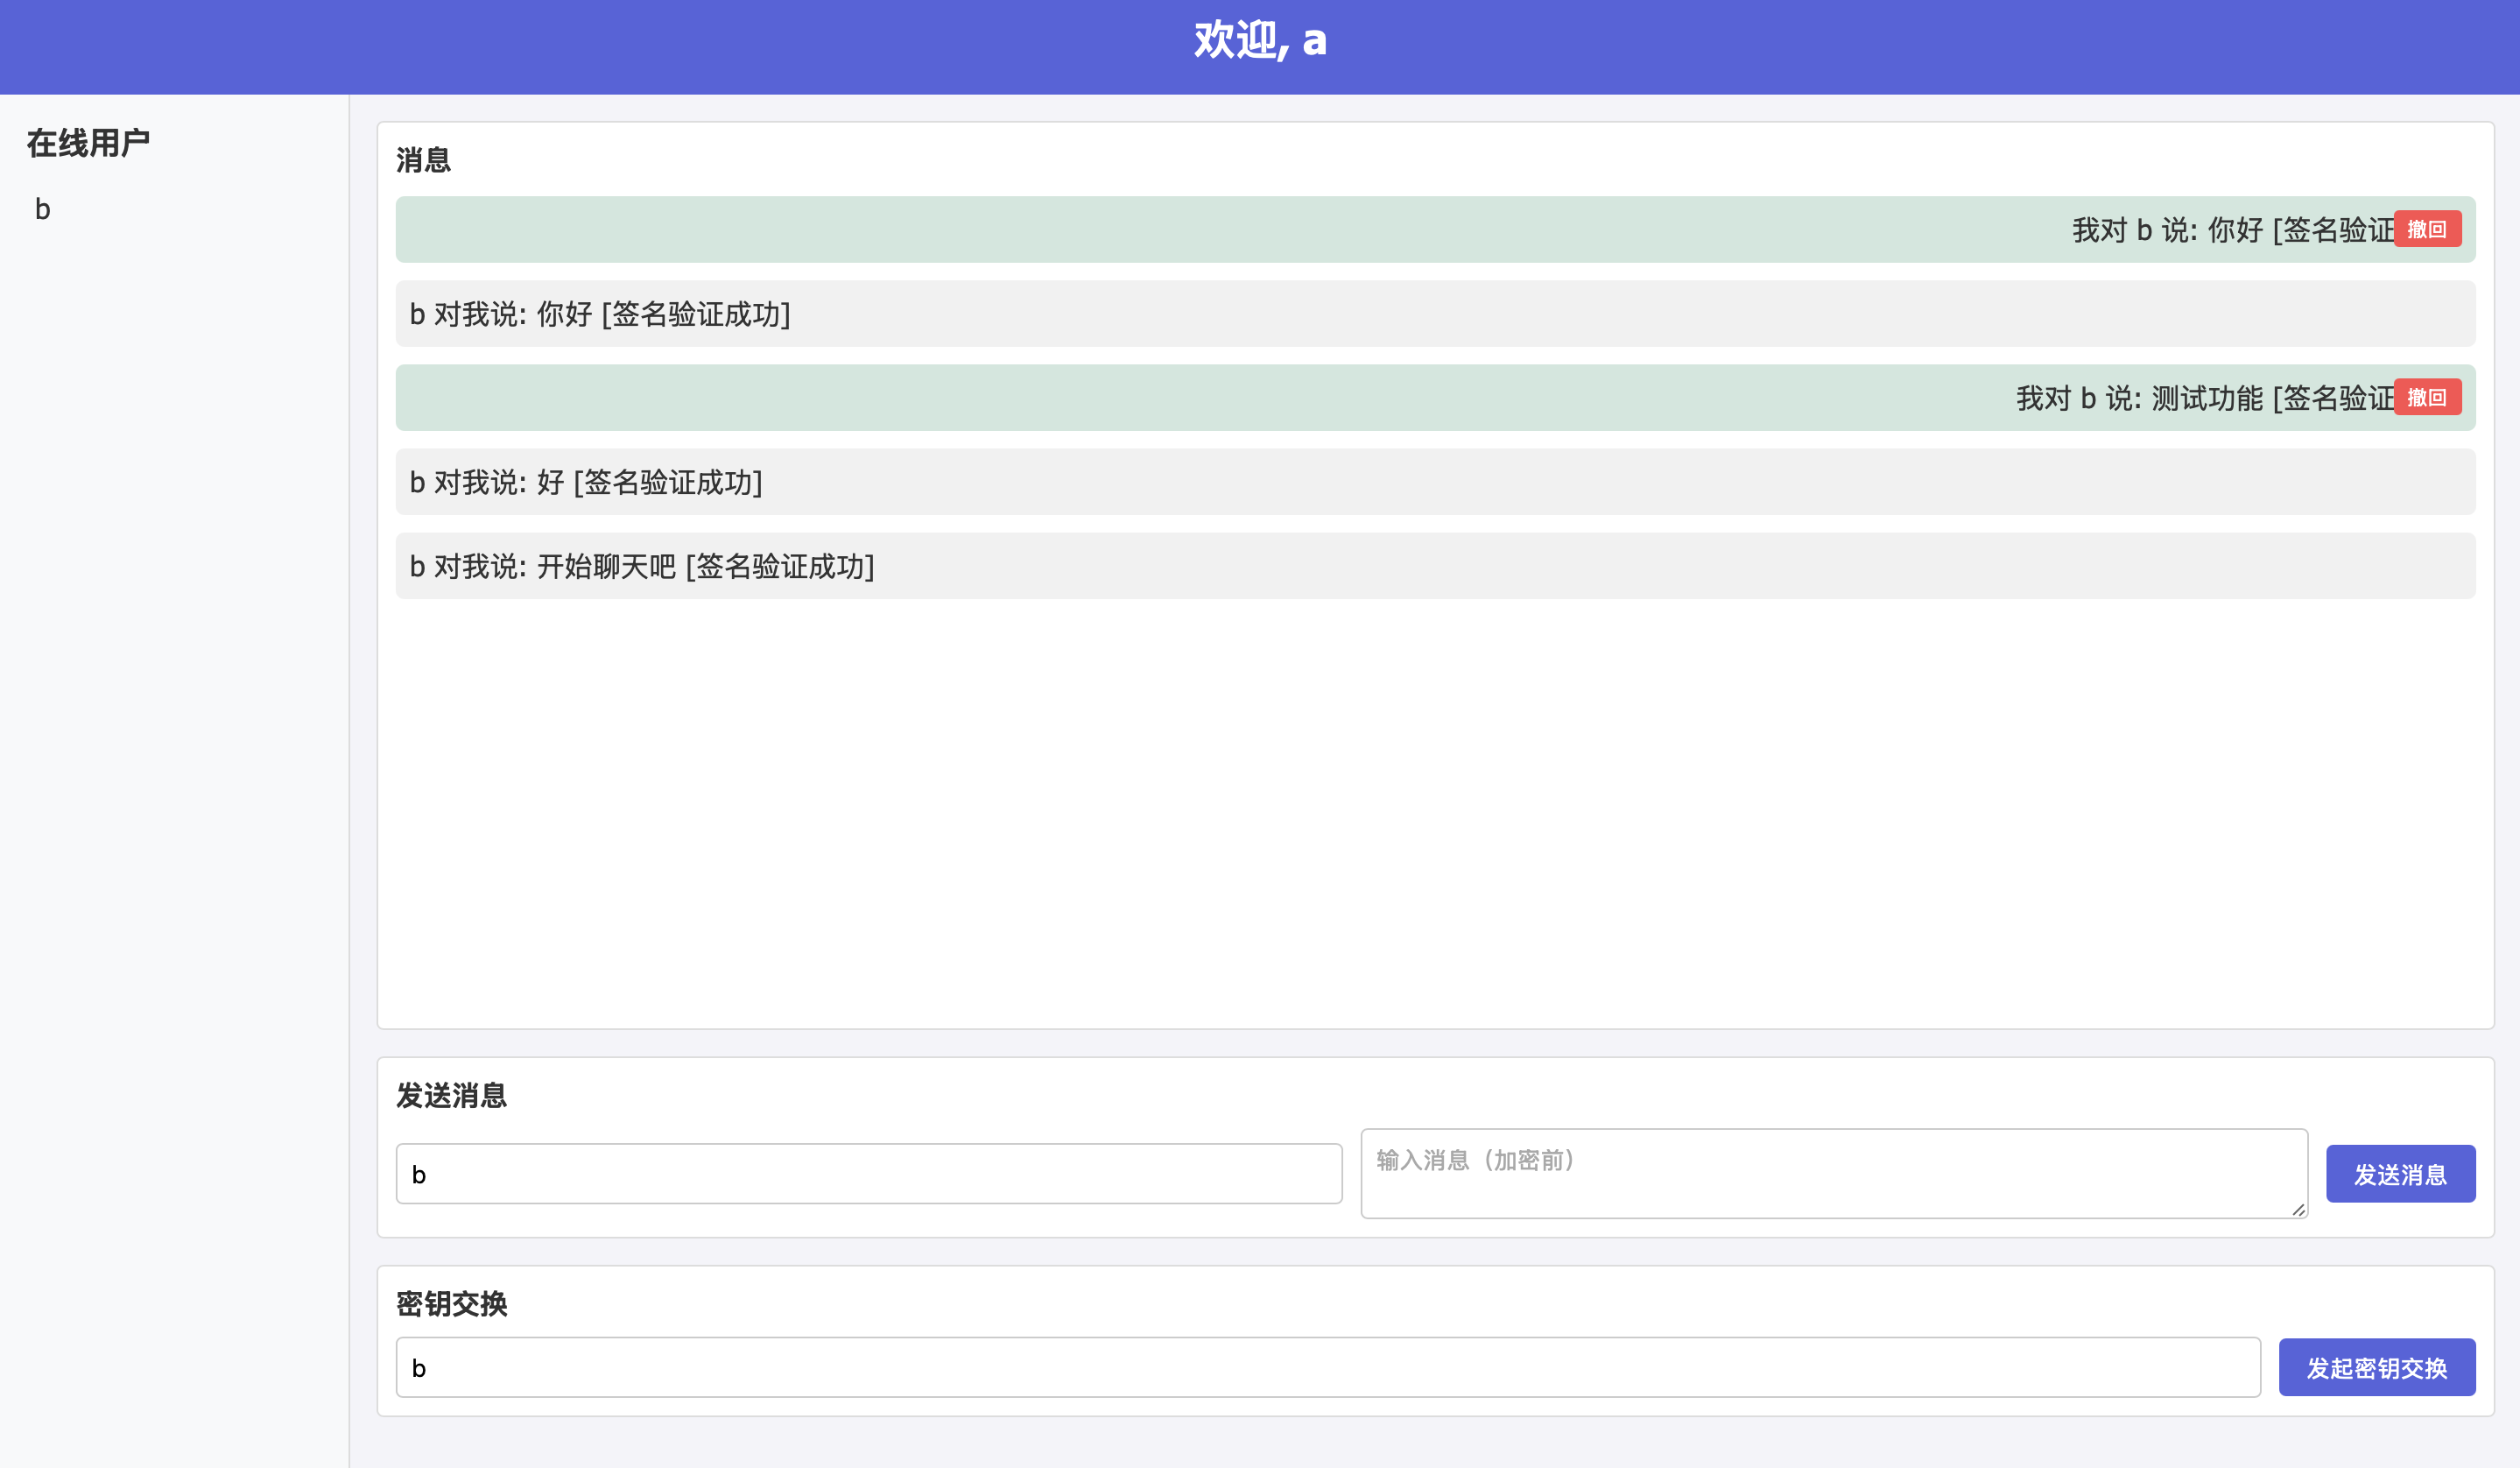 欢迎, a
在线用户
b
消息
我对 b 说: 你好 [签名验证
撤回
b 对我说: 你好 [签名验证成功]
我对 b 说: 测试功能 [签名验证
撤回
b 对我说: 好 [签名验证成功]
b 对我说: 开始聊天吧 [签名验证成功]
发送消息
b
输入消息（加密前）
发送消息
密钥交换
b
发起密钥交换